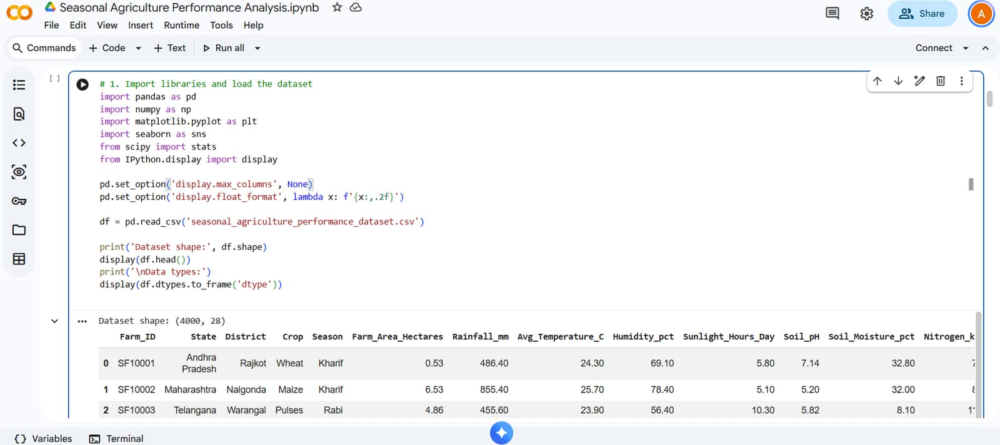 Seasonal Agriculture Performance Analysis.ipynb
File Edit View Insert Runtime Tools Help
Share
A
Commands + Code + Text Run all
Connect
[ ]
# 1. Import libraries and load the dataset
import pandas as pd
import numpy as np
import matplotlib.pyplot as plt
import seaborn as sns
from scipy import stats
from IPython.display import display
pd.set_option('display.max_columns', None)
pd.set_option('display.float_format', lambda x: f'{x:,.2f}')
df = pd.read_csv('seasonal_agriculture_performance_dataset.csv')
print('Dataset shape:', df.shape)
display(df.head())
print('\nData types:')
display(df.dtypes.to_frame('dtype'))
Dataset shape: (4000, 28)
Farm_ID State District Crop Season Farm_Area_Hectares Rainfall_mm Avg_Temperature_C Humidity_pct Sunlight_Hours_Day Soil_pH Soil_Moisture_pct Nitrogen_k
0 SF10001 Andhra Pradesh Rajkot Wheat Kharif 0.53 486.40 24.30 69.10 5.80 7.14 32.80
1 SF10002 Maharashtra Nalgonda Maize Kharif 6.53 855.40 25.70 78.40 5.10 5.20 32.00
2 SF10003 Telangana Warangal Pulses Rabi 4.86 455.60 23.90 56.40 10.30 5.82 8.10
{} Variables Terminal